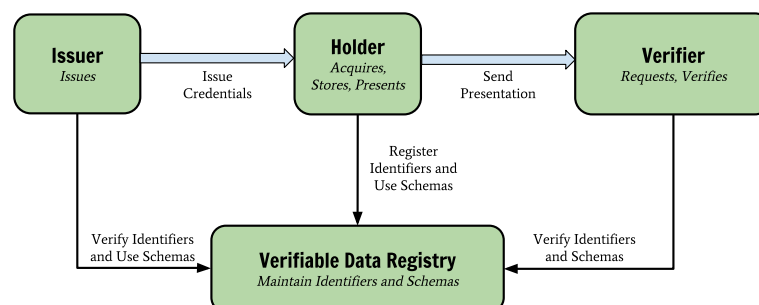 Issuer
Issues
Issue
Credentials
Holder
Acquires,
Stores, Presents
Send
Presentation
Verifier
Requests, Verifies
Register
Identifiers and
Use Schemas
Verify Identifiers
and Use Schemas
Verifiable Data Registry
Maintain Identifiers and Schemas
Verify Identifiers
and Schemas